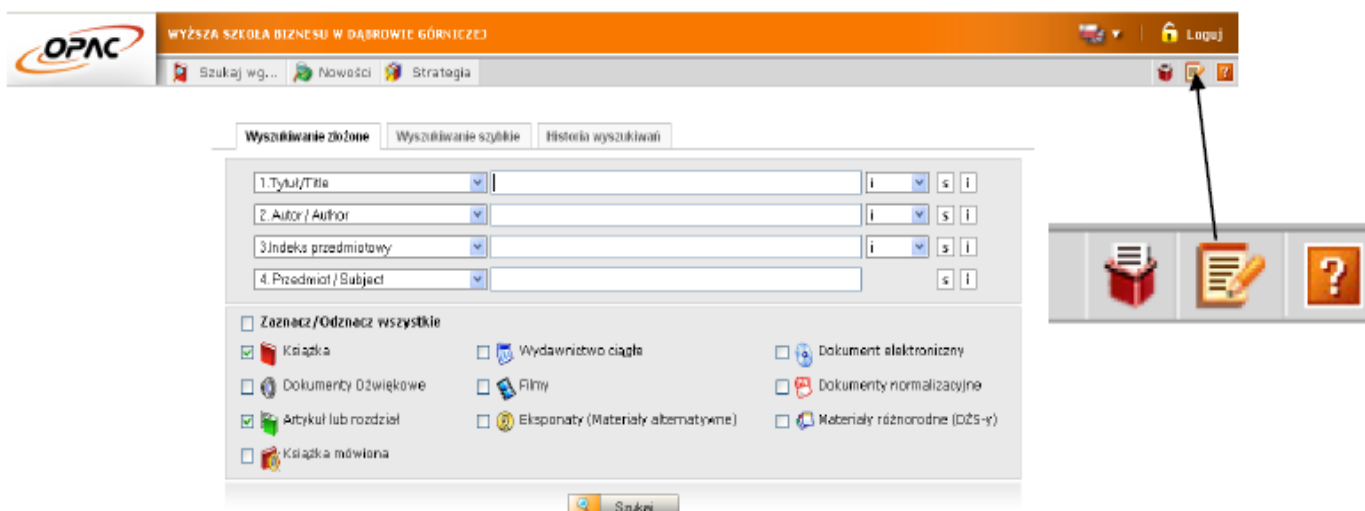 OPAC
WYŻSZA SZKOŁA BIZNESU W DĄBROWIE GÓRNICZEJ
Loguj
Szukaj wg... Nowości Strategia
?
Wyszukiwanie złożone Wyszukiwanie szybkie Historia wyszukiwań
1.Tytuł/Title i s i
2.Autor / Author i s i
3.Indeks przedmiotowy i s i
4.Przedmiot / Subject s i
?
Zaznacz/Odznacz wszystkie
Książka Wydawnictwo ciągłe Dokument elektroniczny
Dokumenty Dźwiękowe Filmy Dokumenty normalizacyjne
Artykuł lub rozdział Eksponaty (Materiały alternatywne) Materiały różnorodne (DŻS-y)
Książka mówiona
Szukaj